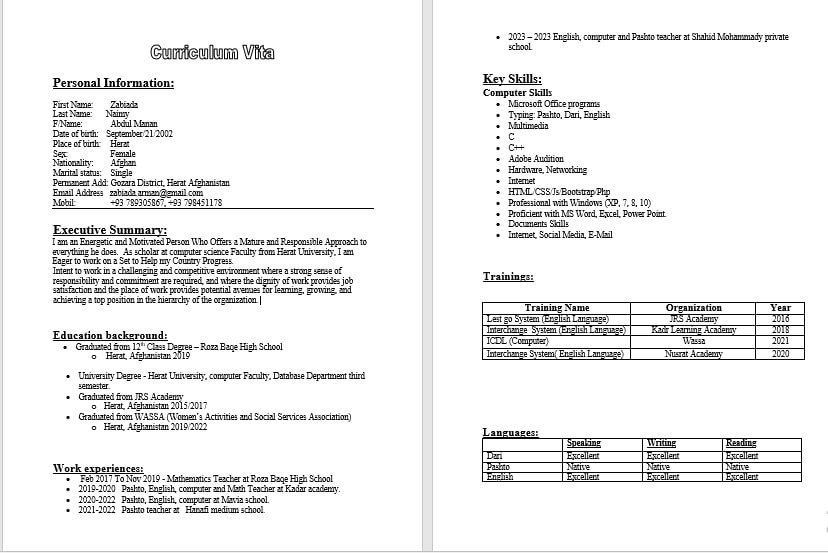 Curriculum Vita
Personal Information:
First Name: Zabiada
Last Name: Naimy
F/Name: Abdul Manan
Date of birth: September/21/2002
Place of birth: Herat
Sex: Female
Nationality: Afghan
Marital status: Single
Permanent Add: Gozara District, Herat Afghanistan
Email Address zabiada.arman@gmail.com
Mobil: +93 789305867, +93 798451178
Executive Summary:
I am an Energetic and Motivated Person Who Offers a Mature and Responsible Approach to
everything he does. As scholar at computer science Faculty from Herat University, I am
Eager to work on a Set to Help my Country Progress.
Intent to work in a challenging and competitive environment where a strong sense of
responsibility and commitment are required, and where the dignity of work provides job
satisfaction and the place of work provides potential avenues for learning, growing, and
achieving a top position in the hierarchy of the organization.
Education background:
• Graduated from 12th Class Degree – Roza Baqe High School
o Herat, Afghanistan 2019
• University Degree - Herat University, computer Faculty, Database Department third
semester.
• Graduated from JRS Academy
o Herat, Afghanistan 2015/2017
• Graduated from WASSA (Women's Activities and Social Services Association)
o Herat, Afghanistan 2019/2022
Work experiences:
• Feb 2017 To Nov 2019 - Mathematics Teacher at Roza Baqe High School
• 2019-2020 Pashto, English, computer and Math Teacher at Kadar academy.
• 2020-2022 Pashto, English, computer at Mavia school.
• 2021-2022 Pashto teacher at Hanafi medium school.
• 2023 – 2023 English, computer and Pashto teacher at Shahid Mohammady private
school.
Key Skills:
Computer Skills
• Microsoft Office programs
• Typing: Pashto, Dari, English
• Multimedia
• C
• C++
• Adobe Audition
• Hardware, Networking
• Internet
• HTML/CSS/Js/Bootstrap/Php
• Professional with Windows (XP, 7, 8, 10)
• Proficient with MS Word, Excel, Power Point.
• Documents Skills
• Internet, Social Media, E-Mail
Trainings:
Training Name Organization Year
Lest go System (English Language) JRS Academy 2016
Interchange System (English Language) Kadr Learning Academy 2018
ICDL (Computer) Wassa 2021
Interchange System( English Language) Nusrat Academy 2020
Languages:
Speaking Writing Reading
Dari Excellent Excellent Excellent
Pashto Native Native Native
English Excellent Excellent Excellent